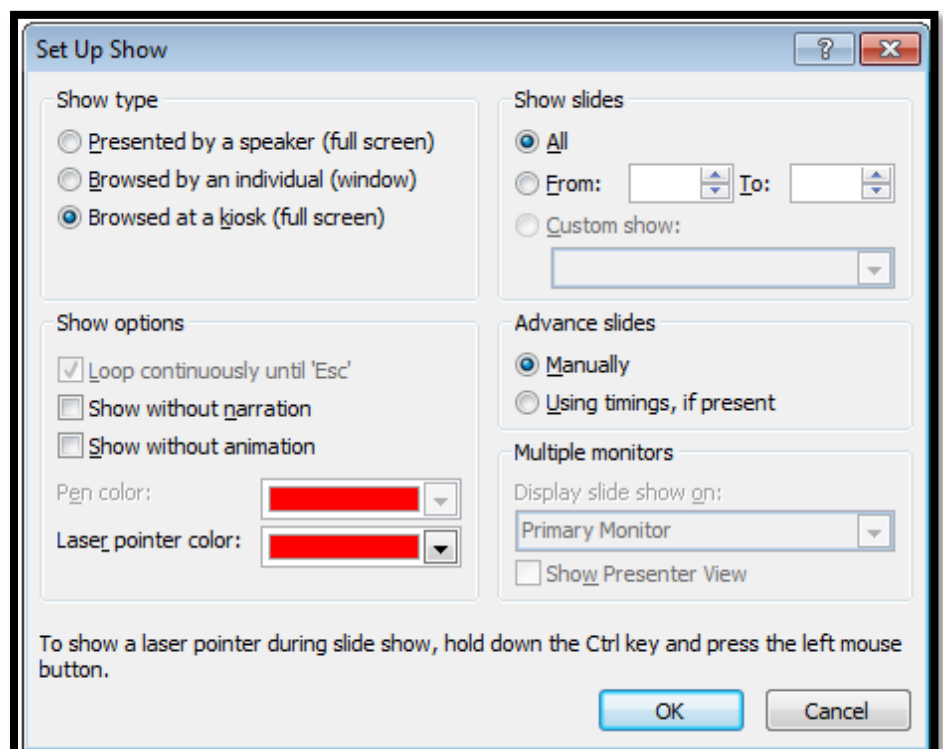 Set Up Show
Show type
Presented by a speaker (full screen)
Browsed by an individual (window)
Browsed at a kiosk (full screen)
Show options
Loop continuously until 'Esc'
Show without narration
Show without animation
Pen color:
Laser pointer color:
Show slides
All
From: To:
Custom show:
Advance slides
Manually
Using timings, if present
Multiple monitors
Display slide show on:
Primary Monitor
Show Presenter View
To show a laser pointer during slide show, hold down the Ctrl key and press the left mouse
button.
OK Cancel